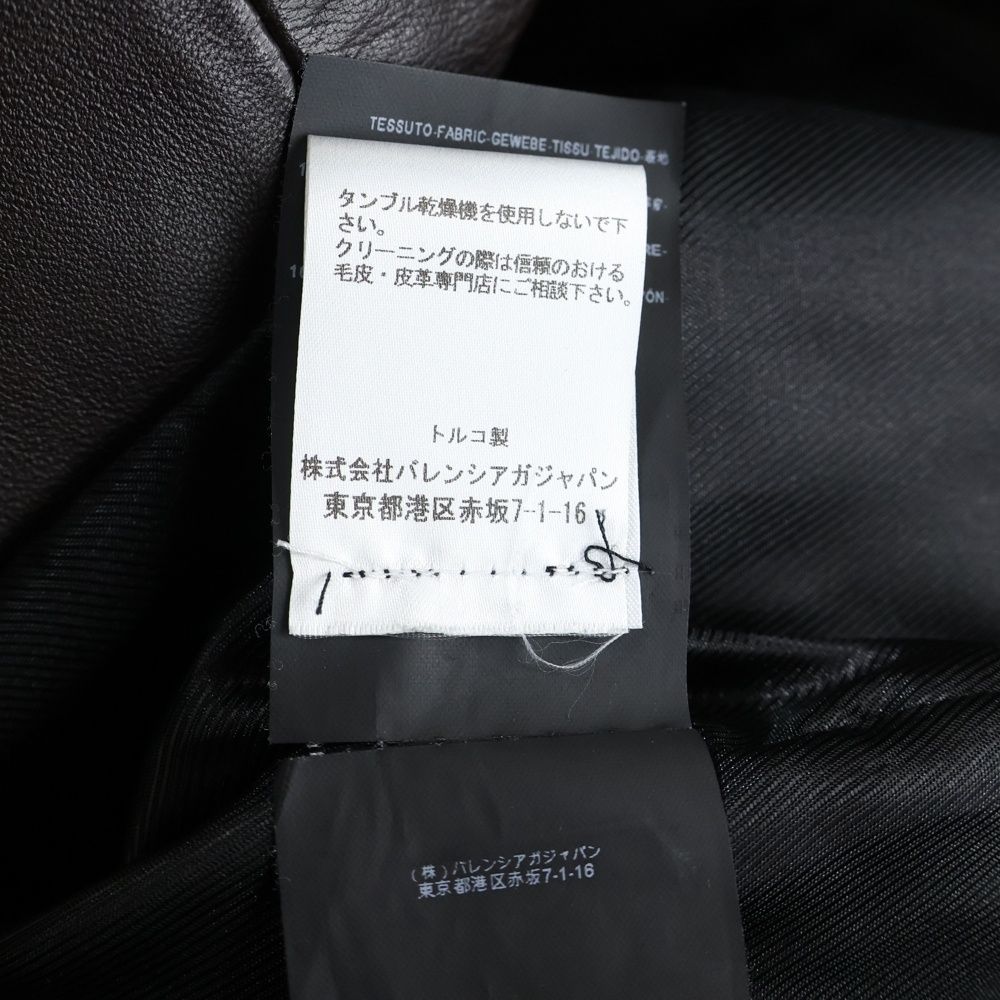 TESSUTO-FABRIC-GEWEBE-TISSU TEJIDO-表地
タンブル乾燥機を使用しないで下
さい。
クリーニングの際は信頼のおける
毛皮・皮革専門店にご相談下さい。
RE-
10
ÓN-
トルコ製
株式会社バレンシアガジャパン
東京都港区赤坂7-1-16
(株)バレンシアガジャパン
東京都港区赤坂7-1-16